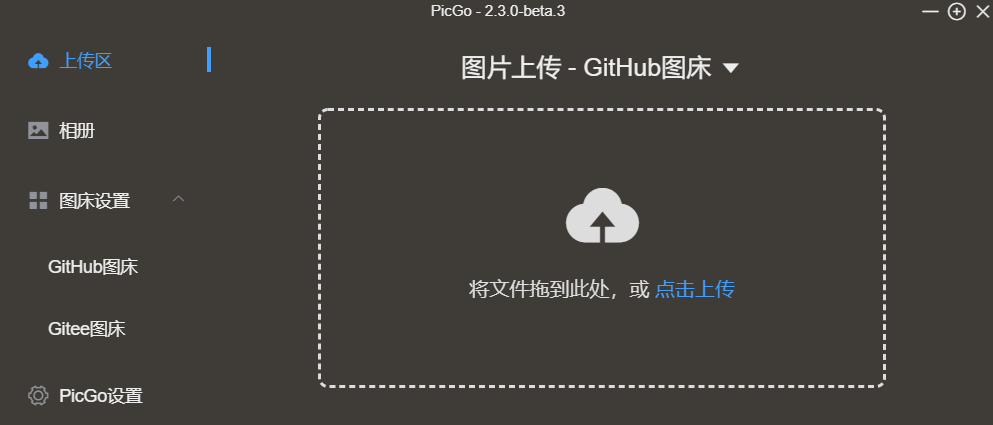 PicGo - 2.3.0-beta.3
上传区
图片上传 - GitHub图床
相册
图床设置
GitHub图床
将文件拖到此处，或 点击上传
Gitee图床
PicGo设置